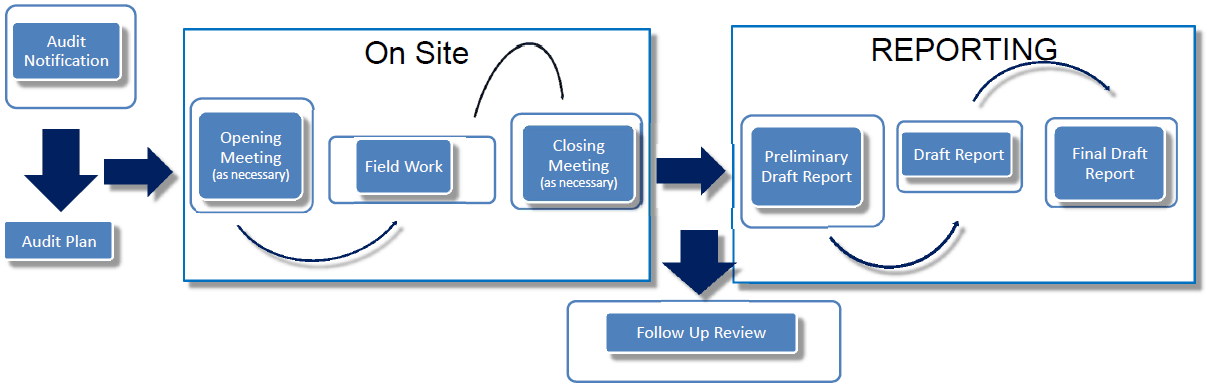 Audit
Notification
Audit Plan
On Site
Opening
Meeting
(as necessary)
Field Work
Closing
Meeting
(as necessary)
REPORTING
Preliminary
Draft Report
Draft Report
Final Draft
Report
Follow Up Review